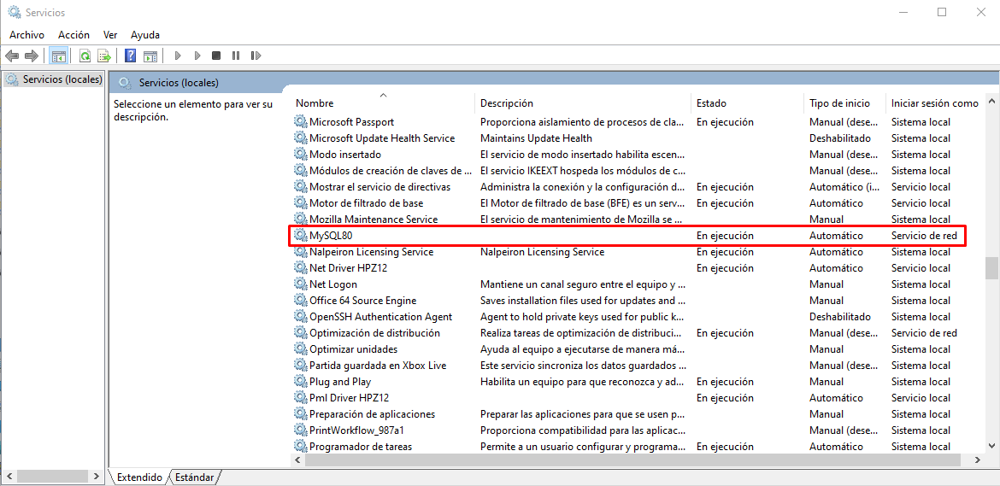 Servicios
Archivo Acción Ver Ayuda
Servicios (locales)
Servicios (locales)
Seleccione un elemento para ver su
descripción.
Nombre Descripción Estado Tipo de inicio Iniciar sesión como
Microsoft Passport Proporciona aislamiento de procesos de cla... En ejecución Manual (dese... Sistema local
Microsoft Update Health Service Maintains Update Health Deshabilitado Sistema local
Modo insertado El servicio de modo insertado habilita escen... Manual (dese... Sistema local
Módulos de creación de claves de ... El servicio IKEEXT hospeda los módulos de c... Manual (dese... Sistema local
Mostrar el servicio de directivas Administra la conexión y la configuración d... En ejecución Automático (i... Servicio local
Motor de filtrado de base El Motor de filtrado de base (BFE) es un serv... En ejecución Automático Servicio local
Mozilla Maintenance Service El servicio de mantenimiento de Mozilla se ... Manual Sistema local
MySQL80 En ejecución Automático Servicio de red
Nalpeiron Licensing Service Nalpeiron Licensing Service En ejecución Automático Sistema local
Net Driver HPZ12 En ejecución Automático Servicio local
Net Logon Mantiene un canal seguro entre el equipo y ... Manual Sistema local
Office 64 Source Engine Saves installation files used for updates and ... Manual Sistema local
OpenSSH Authentication Agent Agent to hold private keys used for public k... Deshabilitado Sistema local
Optimización de distribución Realiza tareas de optimización de distribuci... En ejecución Manual (dese... Servicio de red
Optimizar unidades Ayuda al equipo a ejecutarse de manera má... Manual Sistema local
Partida guardada en Xbox Live Este servicio sincroniza los datos guardados ... Manual (dese... Sistema local
Plug and Play Habilita un equipo para que reconozca y ad... En ejecución Manual Sistema local
Pml Driver HPZ12 En ejecución Automático Servicio local
Preparación de aplicaciones Preparar las aplicaciones para que se usen p... Manual Sistema local
PrintWorkflow_987a1 Proporciona compatibilidad para las aplicac... Manual (dese... Sistema local
Programador de tareas Permite a un usuario configurar y programa... En ejecución Automático Sistema local
Extendido Estándar